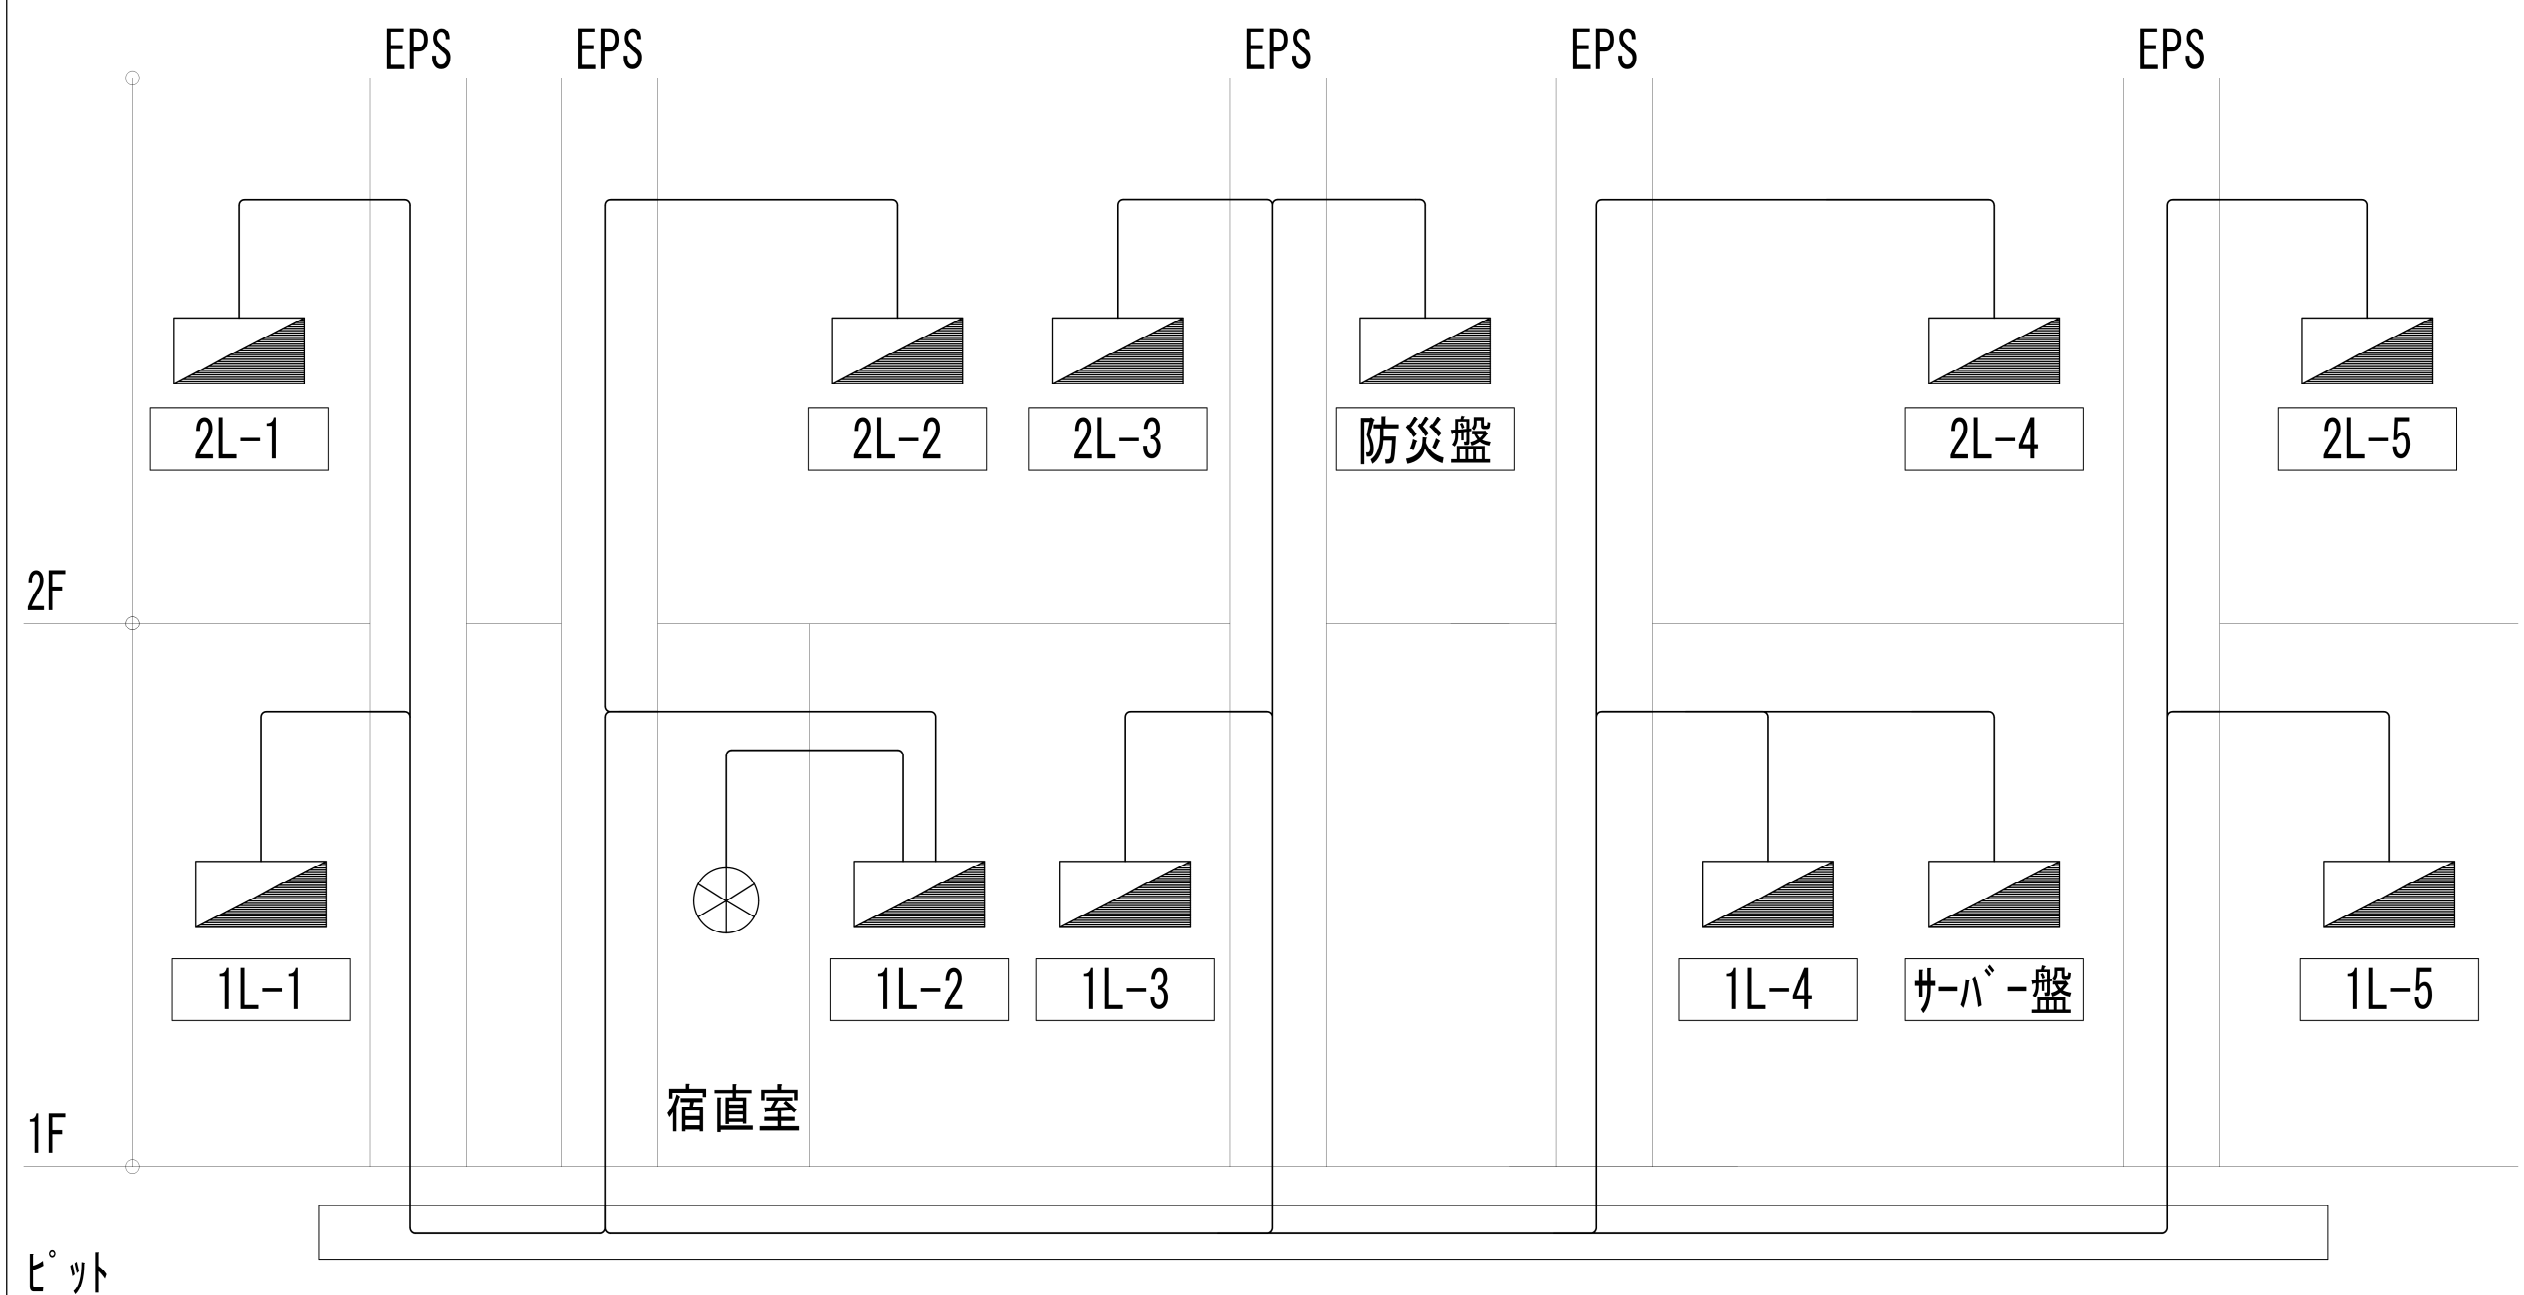 EPS EPS EPS EPS EPS
2L-1 2L-2 2L-3 防災盤 2L-4 2L-5
2F
1L-1 1L-2 1L-3 1L-4 ｻｰﾊﾞｰ盤 1L-5
宿直室
1F
ﾋﾟｯﾄ